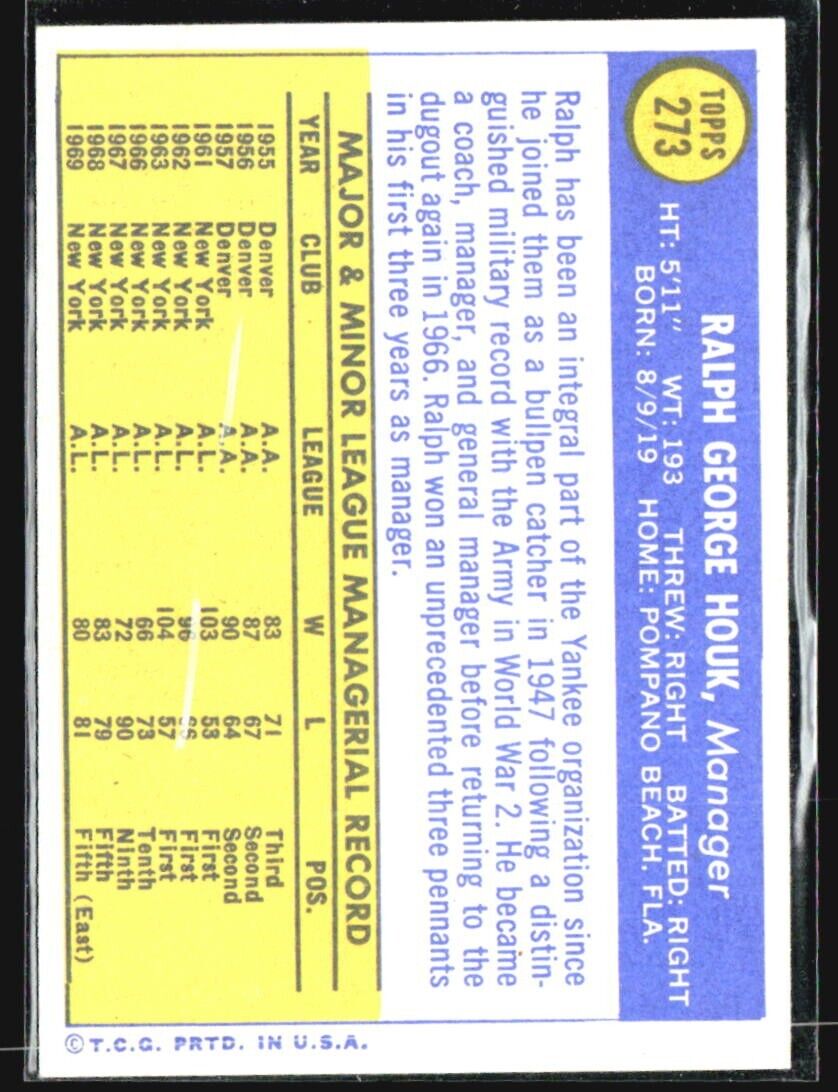 TOPPS
273
RALPH GEORGE HOUK, Manager
HT: 5'11" WT: 193 THREW: RIGHT BATTED: RIGHT
BORN: 8/9/19 HOME: POMPANO BEACH, FLA.
Ralph has been an integral part of the Yankee organization since
he joined them as a bullpen catcher in 1947 following a distin-
guished military record with the Army in World War 2. He became
a coach, manager, and general manager before returning to the
dugout again in 1966. Ralph won an unprecedented three pennants
in his first three years as manager.
MAJOR & MINOR LEAGUE MANAGERIAL RECORD
YEAR CLUB LEAGUE W L POS.
1955 Denver A.A. 83 71 Third
1956 Denver A.A. 87 67 Second
1957 Denver A.A. 90 64 Second
1961 New York A.L. 103 53 First
1962 New York A.L. 96 66 First
1963 New York A.L. 104 57 First
1966 New York A.L. 66 73 Tenth
1967 New York A.L. 72 90 Ninth
1968 New York A.L. 83 79 Fifth
1969 New York A.L. 80 81 Fifth (East)
© T.C.G. PRTD. IN U.S.A.